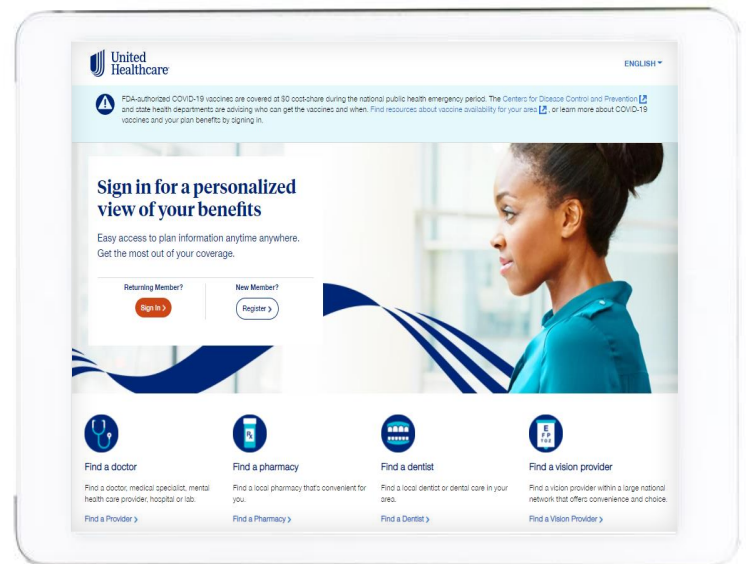 United
Healthcare
ENGLISH
FDA-authorized COVID-19 vaccines are covered at $0 cost-share during the national public health emergency period. The Centers for Disease Control and Prevention
and state health departments are advising who can get the vaccines and when. Find resources about vaccine availability for your area , or learn more about COVID-19
vaccines and your plan benefits by signing in.
Sign in for a personalized
view of your benefits
Easy access to plan information anytime anywhere.
Get the most out of your coverage.
Returning Member? New Member?
Sign In > Register >
Rx
E
F P
T O Z
Find a doctor Find a pharmacy Find a dentist Find a vision provider
Find a doctor, medical specialist, mental Find a local pharmacy that's convenient for Find a local dentist or dental care in your Find a vision provider within a large national
health care provider, hospital or lab. you. area. network that offers convenience and choice.
Find a Provider > Find a Pharmacy > Find a Dentist > Find a Vision Provider >